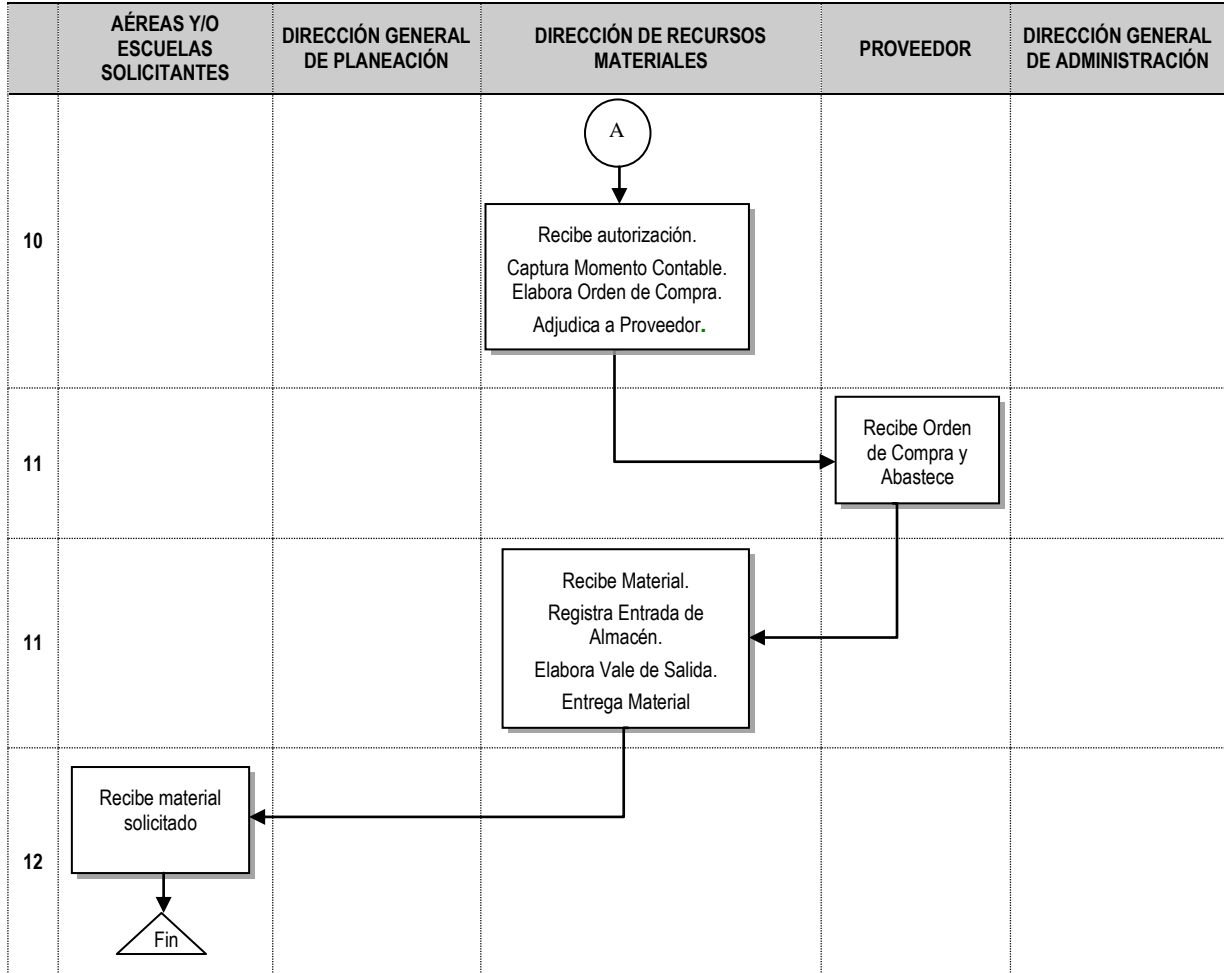 AÉREAS Y/O
ESCUELAS
SOLICITANTES
DIRECCIÓN GENERAL
DE PLANEACIÓN
DIRECCIÓN DE RECURSOS
MATERIALES
PROVEEDOR
DIRECCIÓN GENERAL
DE ADMINISTRACIÓN
A
10
Recibe autorización.
Captura Momento Contable.
Elabora Orden de Compra.
Adjudica a Proveedor.
11
Recibe Orden
de Compra y
Abastece
11
Recibe Material.
Registra Entrada de
Almacén.
Elabora Vale de Salida.
Entrega Material
12
Recibe material
solicitado
Fin